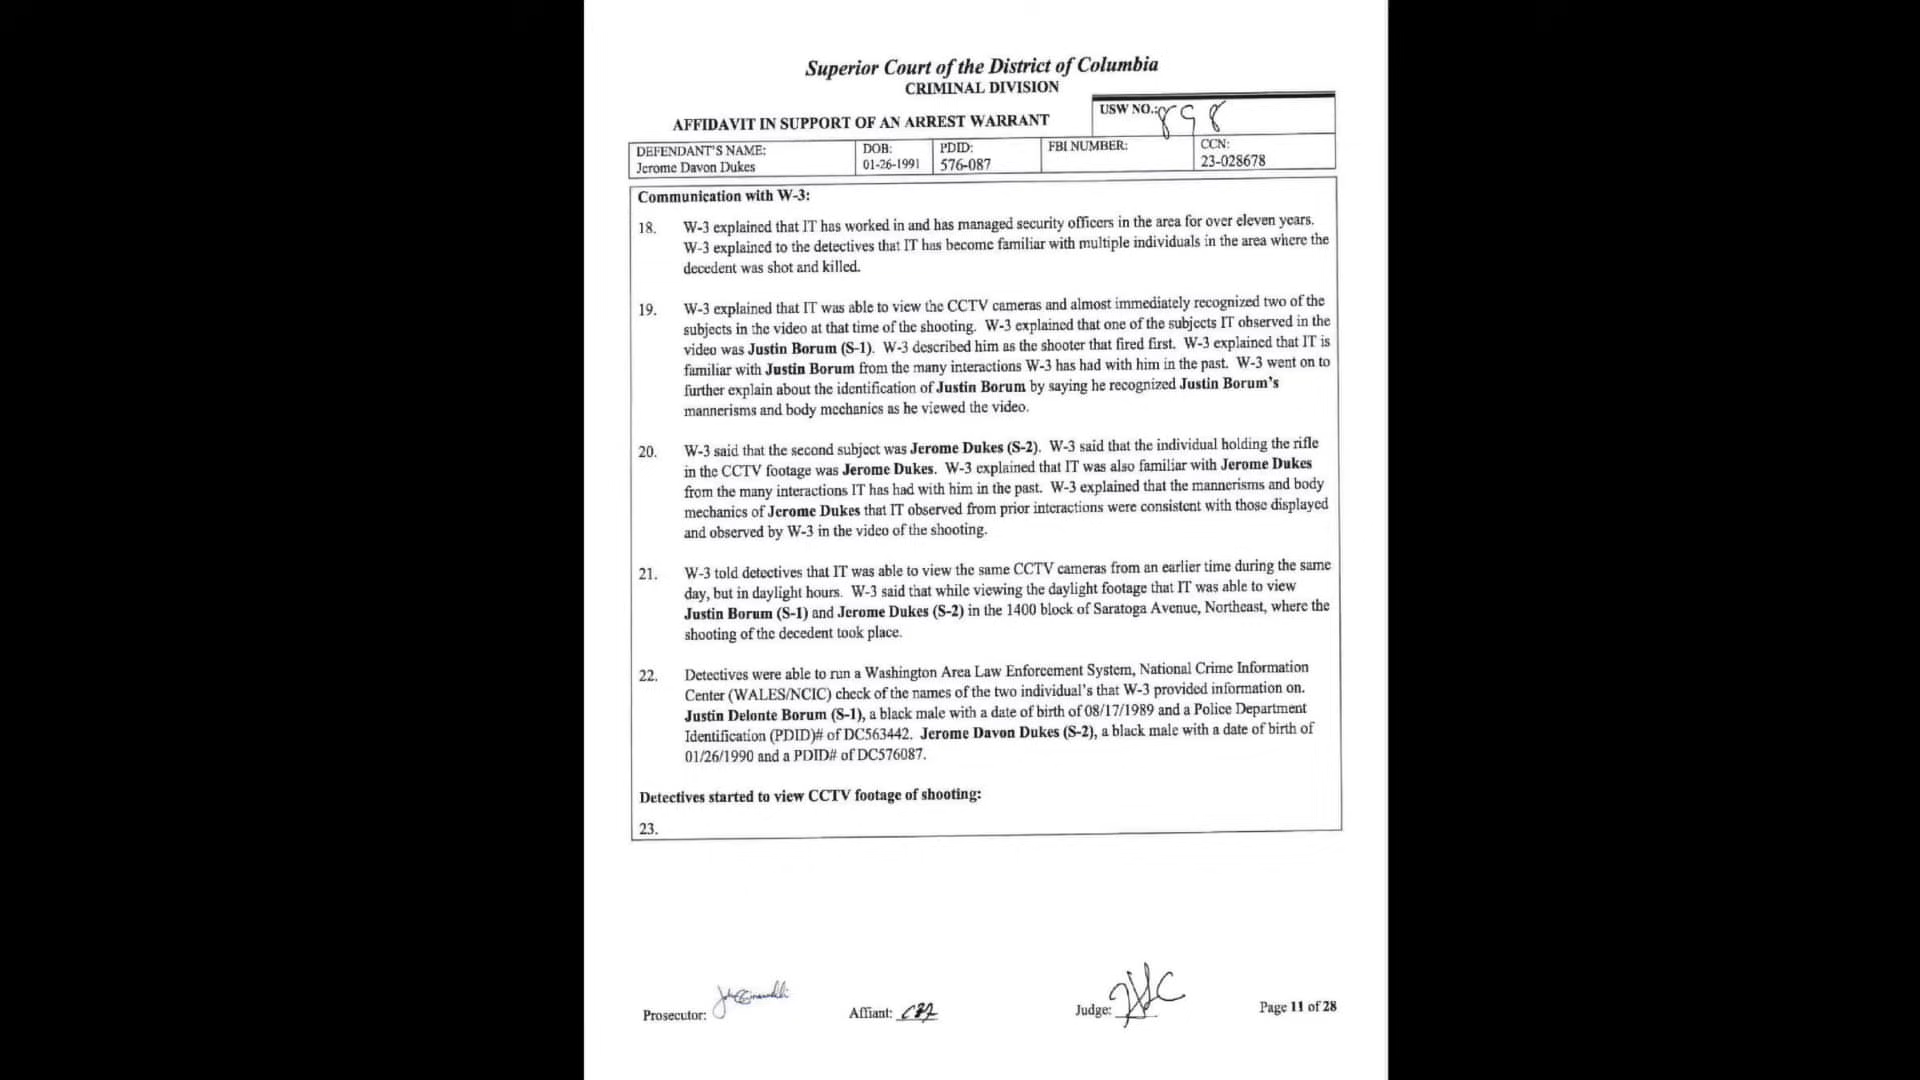 Superior Court of the District of Columbia
CRIMINAL DIVISION
AFFIDAVIT IN SUPPORT OF AN ARREST WARRANT
USW NO.: 898
DEFENDANT'S NAME:
Jerome Davon Dukes
DOB:
01-26-1991
PDID:
576-087
FBI NUMBER:
CCN:
23-028678
Communication with W-3:
18. W-3 explained that IT has worked in and has managed security officers in the area for over eleven years.
W-3 explained to the detectives that IT has become familiar with multiple individuals in the area where the
decedent was shot and killed.
19. W-3 explained that IT was able to view the CCTV cameras and almost immediately recognized two of the
subjects in the video at that time of the shooting. W-3 explained that one of the subjects IT observed in the
video was Justin Borum (S-1). W-3 described him as the shooter that fired first. W-3 explained that IT is
familiar with Justin Borum from the many interactions W-3 has had with him in the past. W-3 went on to
further explain about the identification of Justin Borum by saying he recognized Justin Borum's
mannerisms and body mechanics as he viewed the video.
20. W-3 said that the second subject was Jerome Dukes (S-2). W-3 said that the individual holding the rifle
in the CCTV footage was Jerome Dukes. W-3 explained that IT was also familiar with Jerome Dukes
from the many interactions IT has had with him in the past. W-3 explained that the mannerisms and body
mechanics of Jerome Dukes that IT observed from prior interactions were consistent with those displayed
and observed by W-3 in the video of the shooting.
21. W-3 told detectives that IT was able to view the same CCTV cameras from an earlier time during the same
day, but in daylight hours. W-3 said that while viewing the daylight footage that IT was able to view
Justin Borum (S-1) and Jerome Dukes (S-2) in the 1400 block of Saratoga Avenue, Northeast, where the
shooting of the decedent took place.
22. Detectives were able to run a Washington Area Law Enforcement System, National Crime Information
Center (WALES/NCIC) check of the names of the two individual's that W-3 provided information on.
Justin Delonte Borum (S-1), a black male with a date of birth of 08/17/1989 and a Police Department
Identification (PDID)# of DC563442. Jerome Davon Dukes (S-2), a black male with a date of birth of
01/26/1990 and a PDID# of DC576087.
Detectives started to view CCTV footage of shooting:
23.
Prosecutor:
Affiant:
Judge:
Page 11 of 28